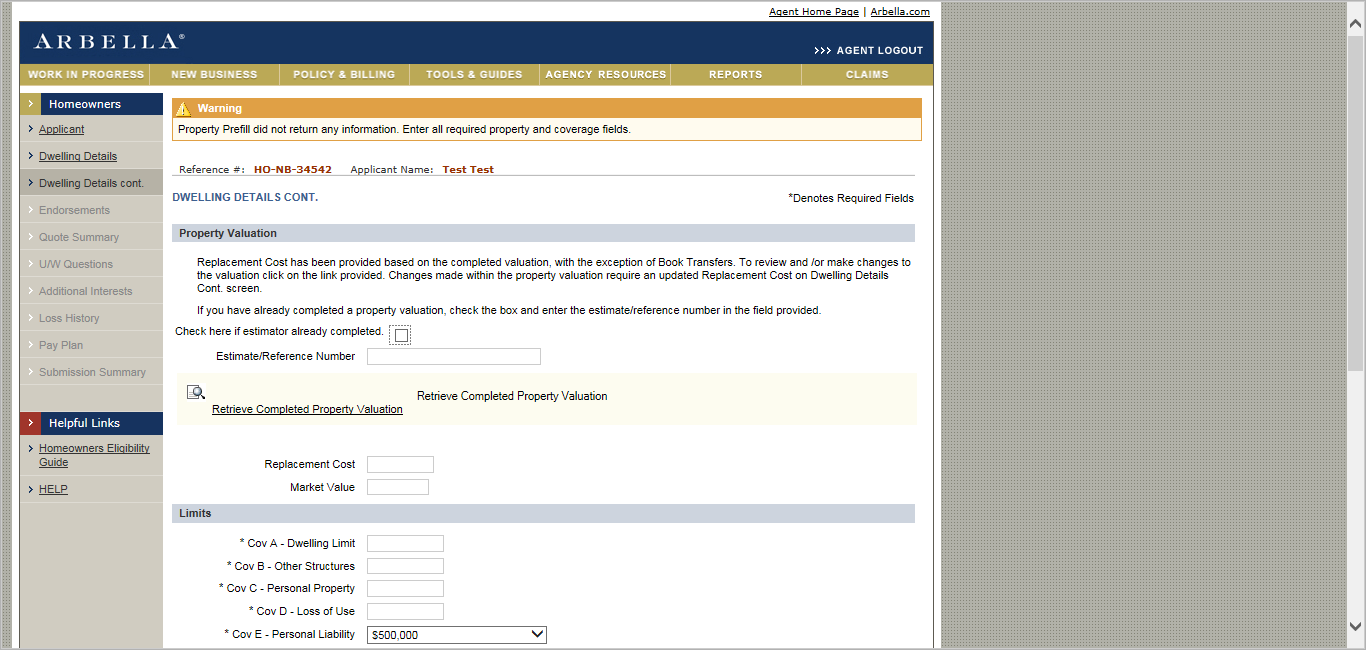 Agent Home Page | Arbella.com
ARBELLA®
>>> AGENT LOGOUT
WORK IN PROGRESS NEW BUSINESS POLICY & BILLING TOOLS & GUIDES AGENCY RESOURCES REPORTS CLAIMS
Homeowners
Applicant
Dwelling Details
Dwelling Details cont.
Endorsements
Quote Summary
U/W Questions
Additional Interests
Loss History
Pay Plan
Submission Summary
Helpful Links
Homeowners Eligibility
Guide
HELP
Warning
Property Prefill did not return any information. Enter all required property and coverage fields.
Reference #: HO-NB-34542 Applicant Name: Test Test
DWELLING DETAILS CONT.
*Denotes Required Fields
Property Valuation
Replacement Cost has been provided based on the completed valuation, with the exception of Book Transfers. To review and /or make changes to
the valuation click on the link provided. Changes made within the property valuation require an updated Replacement Cost on Dwelling Details
Cont. screen.
If you have already completed a property valuation, check the box and enter the estimate/reference number in the field provided.
Check here if estimator already completed.
Estimate/Reference Number
Retrieve Completed Property Valuation
Retrieve Completed Property Valuation
Replacement Cost
Market Value
Limits
* Cov A - Dwelling Limit
* Cov B - Other Structures
* Cov C - Personal Property
* Cov D - Loss of Use
* Cov E - Personal Liability $500,000